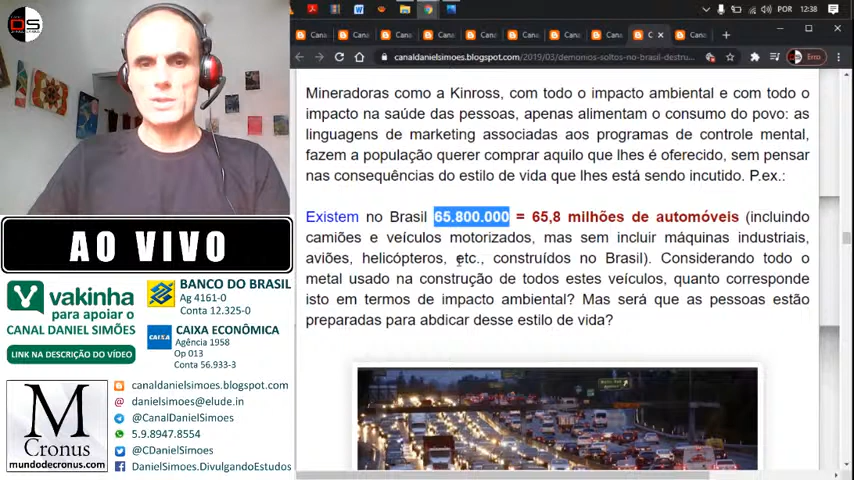 POR 12:38
canaldanielsimoes.blogspot.com/2019/03/demonios-soltos-no-brasil-destru...
Erro
Mineradoras como a Kinross, com todo o impacto ambiental e com todo o
impacto na saúde das pessoas, apenas alimentam o consumo do povo: as
linguagens de marketing associadas aos programas de controle mental,
fazem a população querer comprar aquilo que lhes é oferecido, sem pensar
nas consequências do estilo de vida que lhes está sendo incutido. P.ex.:
Existem no Brasil 65.800.000 = 65,8 milhões de automóveis (incluindo
camiões e veículos motorizados, mas sem incluir máquinas industriais,
aviões, helicópteros, etc., construídos no Brasil). Considerando todo o
metal usado na construção de todos estes veículos, quanto corresponde
isto em termos de impacto ambiental? Mas será que as pessoas estão
preparadas para abdicar desse estilo de vida?
AO VIVO
vakinha
para apoiar o
CANAL DANIEL SIMÕES
LINK NA DESCRIÇÃO DO VÍDEO
BANCO DO BRASIL
Ag 4161-0
Conta 12.325-0
CAIXA
CAIXA ECONÔMICA
Agência 1958
Op 013
Conta 56.933-3
M
Cronus
mundodecronus.com
canaldanielsimoes.blogspot.com
danielsimoes@elude.in
@CanalDanielSimoes
5.9.8947.8554
@CDanielSimoes
DanielSimoes.DivulgandoEstudos